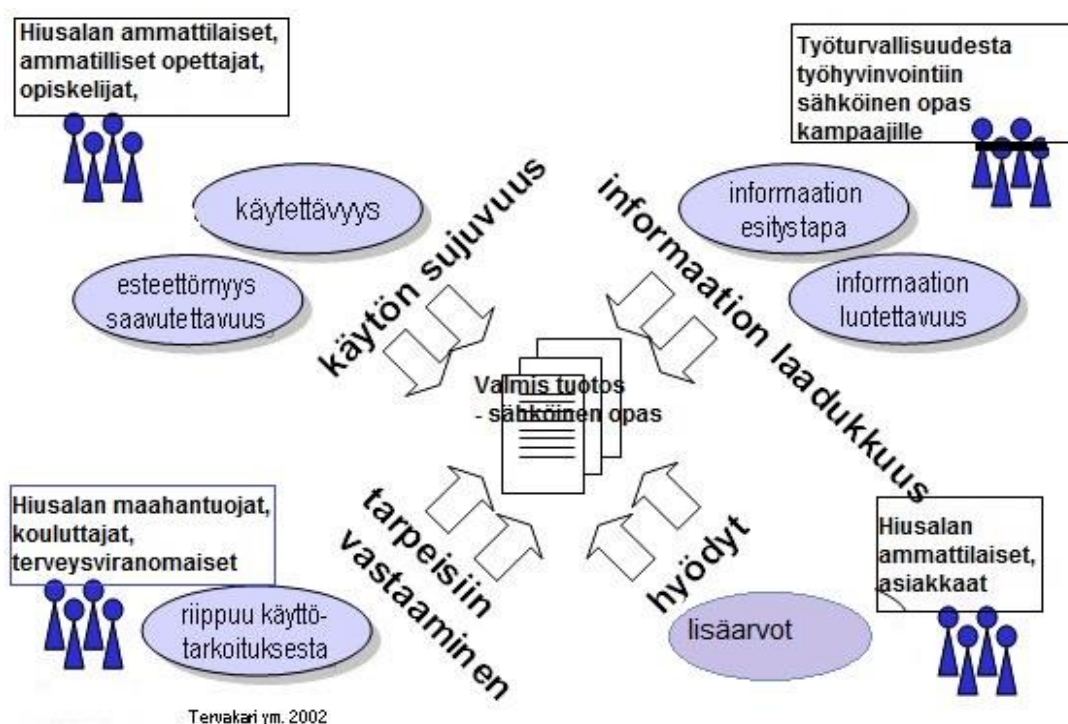 Hiusalan ammattilaiset,
ammatilliset opettajat,
opiskelijat,
Työturvallisuudesta
työhyvinvointiin
sähköinen opas
kampaajille
käytettävyys
esteettömyys
saavutettavuus
käytön sujuvuus
informaation
esitystapa
informaation
luotettavuus
informaation laadukkuus
Valmis tuotos
- sähköinen opas
Hiusalan maahantuojat,
kouluttajat,
terveysviranomaiset
riippuu käyttö-
tarkoituksesta
tarpeisiin
vastaaminen
hyödyt
lisäarvot
Hiusalan
ammattilaiset,
asiakkaat
Tervakari ym. 2002